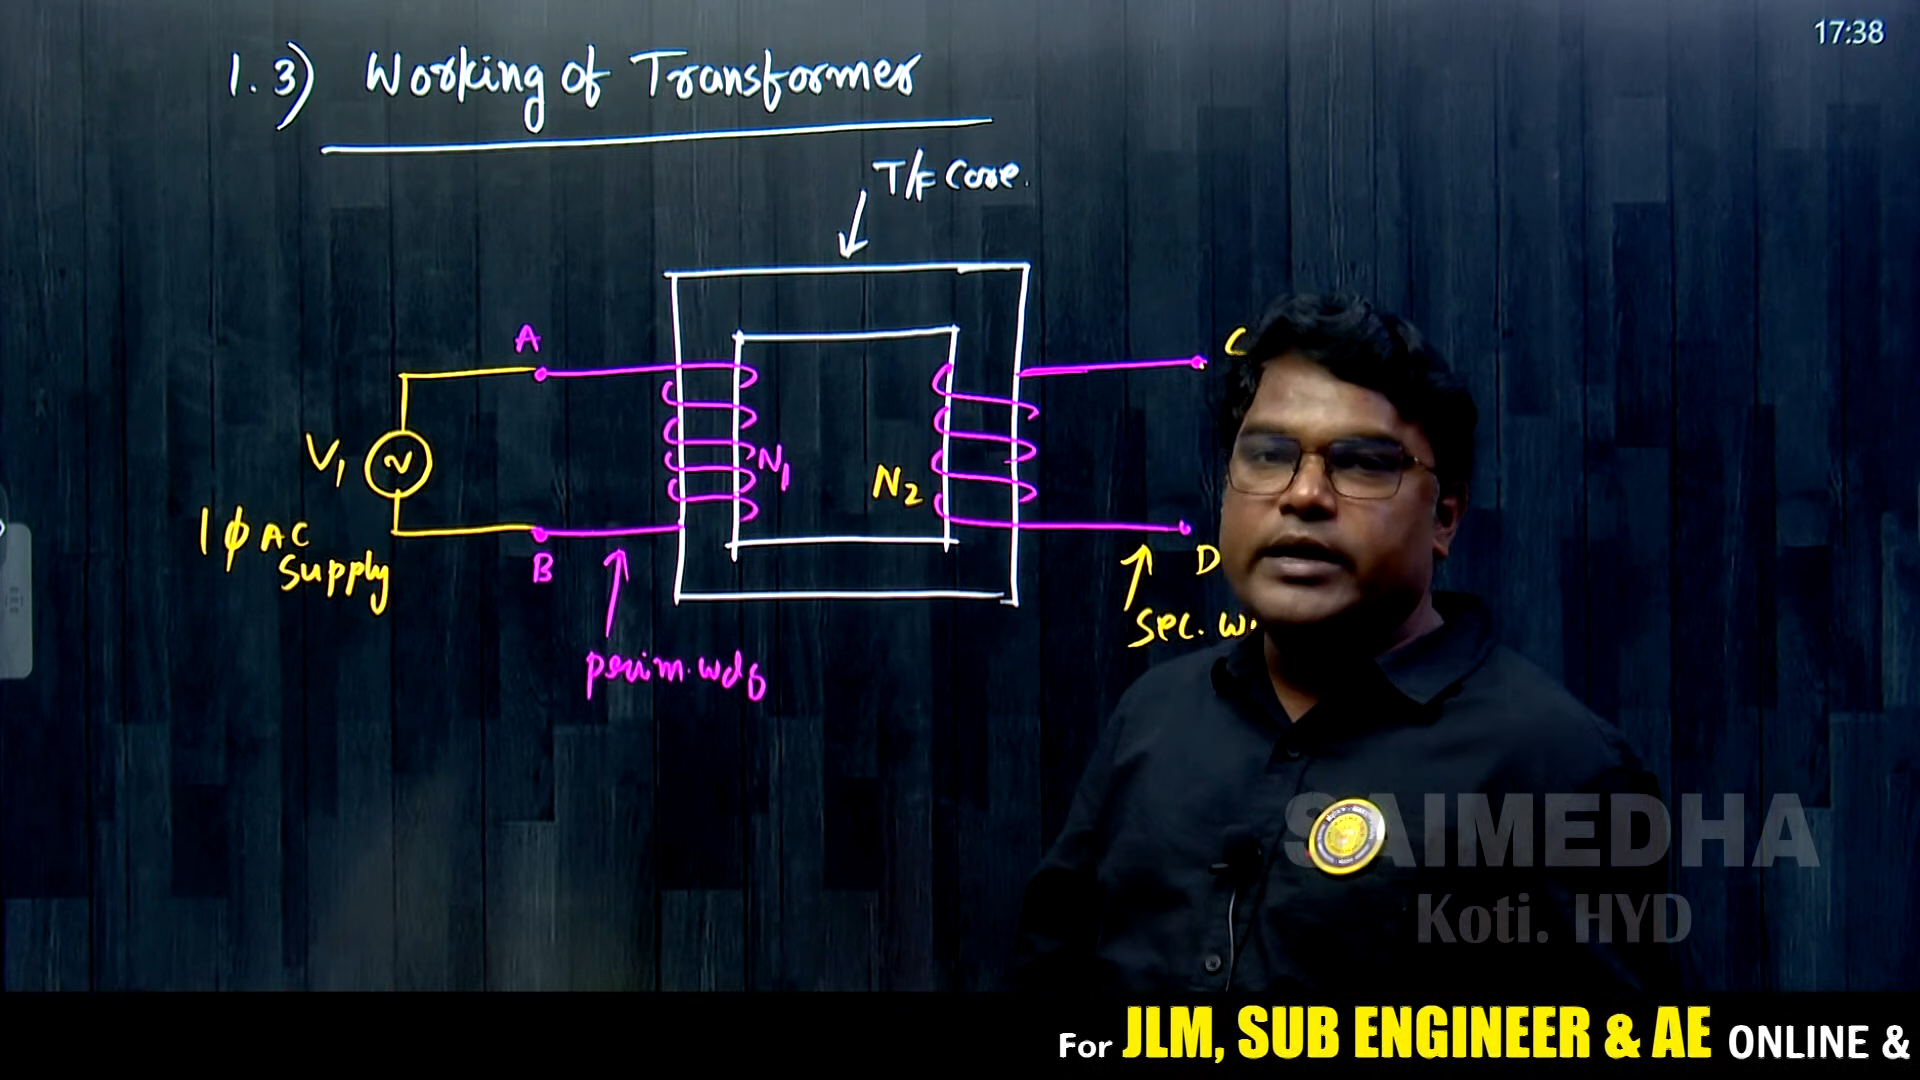 17:38
1.3) Working of Transformer
T/F Core.
A
C
V1
N1
N2
1ϕ AC
Supply
B
D
prim. wdg
Sec. w
SAIMEDHA
Koti. HYD
For JLM, SUB ENGINEER & AE ONLINE &